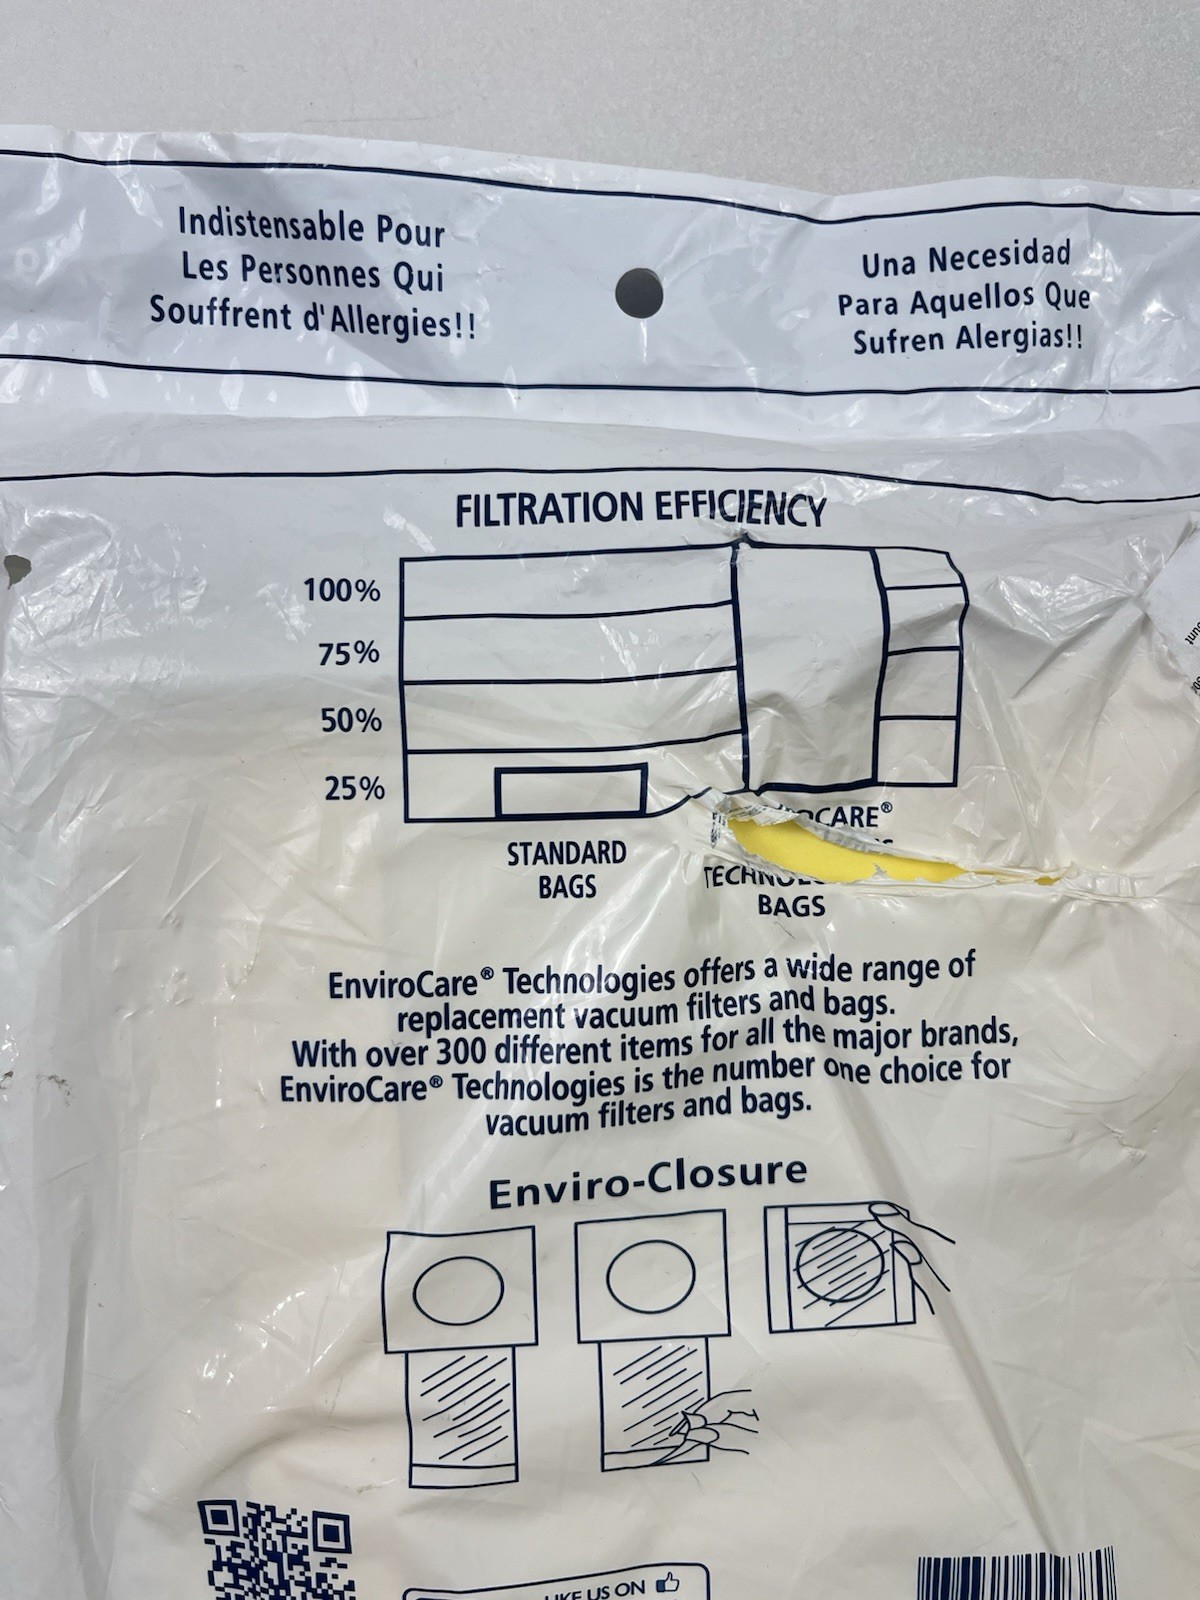 Indistensable Pour
Les Personnes Qui
Souffrent d'Allergies!!
Una Necesidad
Para Aquellos Que
Sufren Alergias!!
FILTRATION EFFICIENCY
100%
75%
50%
25%
STANDARD
BAGS
BAGS
EnviroCare® Technologies offers a wide range of
replacement vacuum filters and bags.
With over 300 different items for all the major brands,
EnviroCare® Technologies is the number one choice for
vacuum filters and bags.
Enviro-Closure
US ON